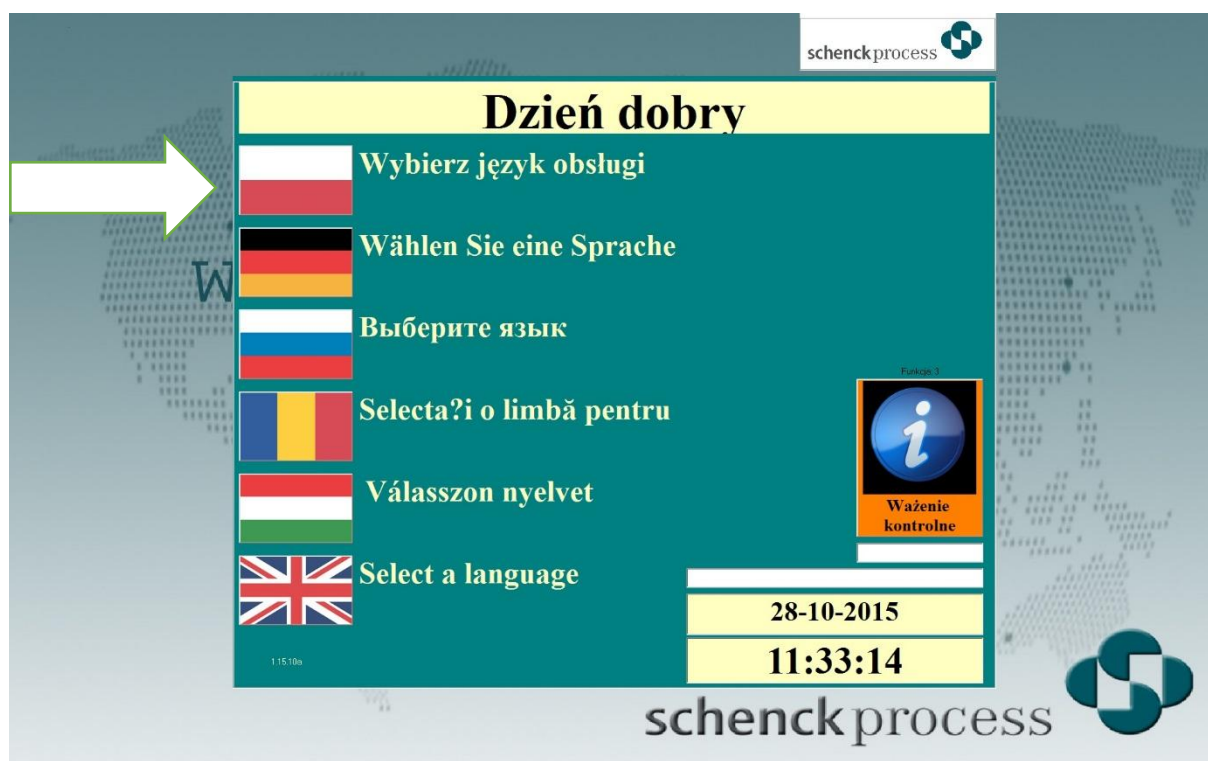 schenckprocess
Dzień dobry
Wybierz język obsługi
Wählen Sie eine Sprache
W
Выберите язык
Funkcje 3
Selecta?i o limbă pentru
Válasszon nyelvet
Ważenie
kontrolne
Select a language
28-10-2015
1.15.10a
11:33:14
schenckprocess